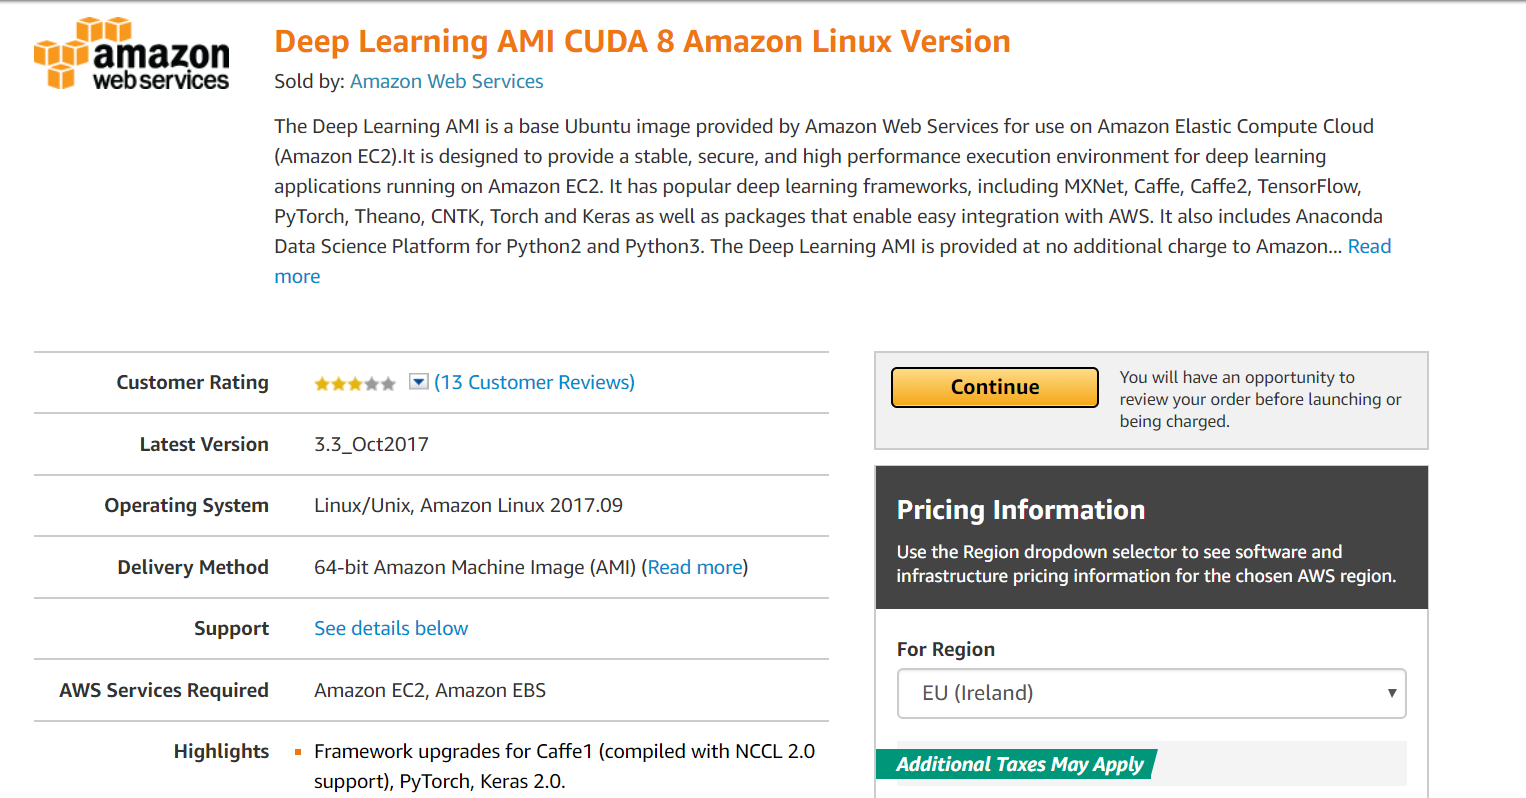 amazon
web services
Deep Learning AMI CUDA 8 Amazon Linux Version
Sold by: Amazon Web Services
The Deep Learning AMI is a base Ubuntu image provided by Amazon Web Services for use on Amazon Elastic Compute Cloud
(Amazon EC2).It is designed to provide a stable, secure, and high performance execution environment for deep learning
applications running on Amazon EC2. It has popular deep learning frameworks, including MXNet, Caffe, Caffe2, TensorFlow,
PyTorch, Theano, CNTK, Torch and Keras as well as packages that enable easy integration with AWS. It also includes Anaconda
Data Science Platform for Python2 and Python3. The Deep Learning AMI is provided at no additional charge to Amazon... Read
more
Customer Rating (13 Customer Reviews)
Latest Version 3.3_Oct2017
Operating System Linux/Unix, Amazon Linux 2017.09
Delivery Method 64-bit Amazon Machine Image (AMI) (Read more)
Support See details below
AWS Services Required Amazon EC2, Amazon EBS
Highlights Framework upgrades for Caffe1 (compiled with NCCL 2.0
support), PyTorch, Keras 2.0.
Continue
You will have an opportunity to
review your order before launching or
being charged.
Pricing Information
Use the Region dropdown selector to see software and
infrastructure pricing information for the chosen AWS region.
For Region
EU (Ireland)
Additional Taxes May Apply